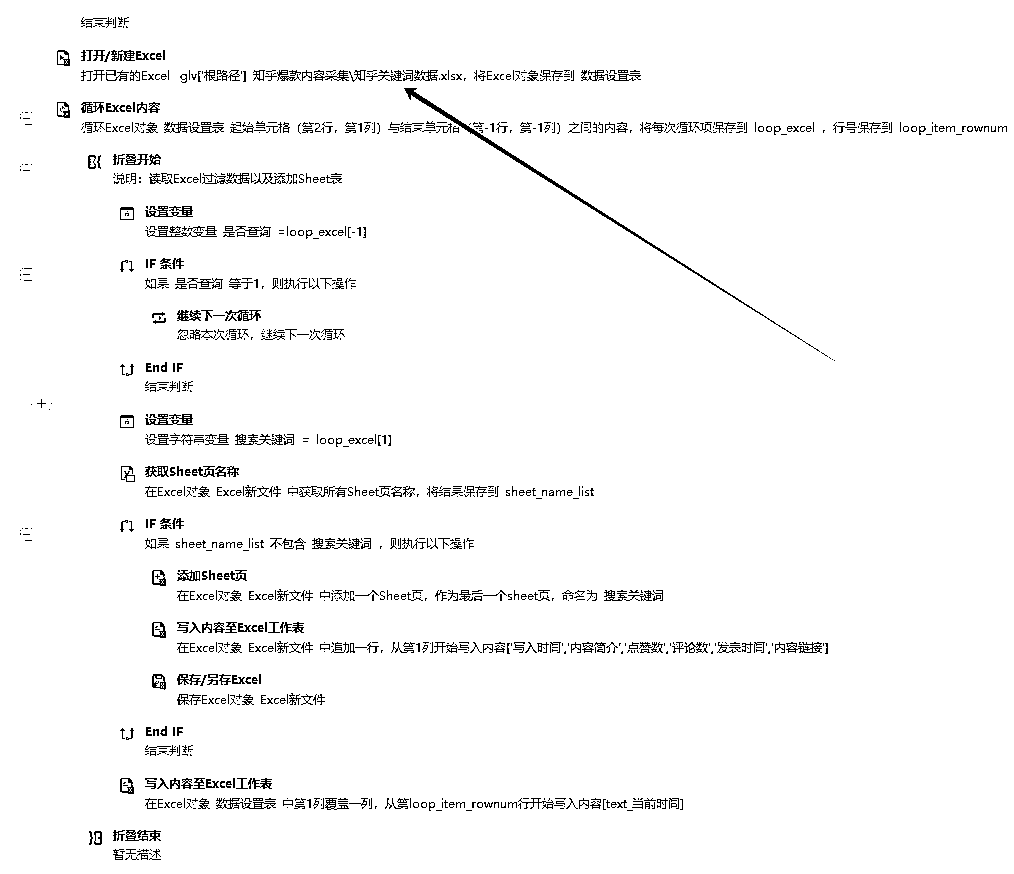 结束判断
打开/新建Excel
打开已有的Excel glv['根路径'] 知乎爆款内容采集\知乎关键词数据.xlsx，将Excel对象保存到 数据设置表
循环Excel内容
循环Excel对象 数据设置表 起始单元格（第2行，第1列）与结束单元格（第-1行，第-1列）之间的内容，将每次循环项保存到 loop_excel ，行号保存到 loop_item_rownum
折叠开始
说明：读取Excel过滤数据以及添加Sheet表
设置变量
设置整数变量 是否查询 =loop_excel[-1]
IF 条件
如果 是否查询 等于1，则执行以下操作
继续下一次循环
忽略本次循环，继续下一次循环
End IF
结束判断
设置变量
设置字符串变量 搜索关键词 = loop_excel[1]
获取Sheet页名称
在Excel对象 Excel新文件 中获取所有Sheet页名称，将结果保存到 sheet_name_list
IF 条件
如果 sheet_name_list 不包含 搜索关键词 ，则执行以下操作
添加Sheet页
在Excel对象 Excel新文件 中添加一个Sheet页，作为最后一个sheet页，命名为 搜索关键词
写入内容至Excel工作表
在Excel对象 Excel新文件 中追加一行，从第1列开始写入内容['写入时间','内容简介','点赞数','评论数','发表时间','内容链接']
保存/另存Excel
保存Excel对象 Excel新文件
End IF
结束判断
写入内容至Excel工作表
在Excel对象 数据设置表 中第1列覆盖一列，从第loop_item_rownum行开始写入内容[text_当前时间]
折叠结束
暂无描述